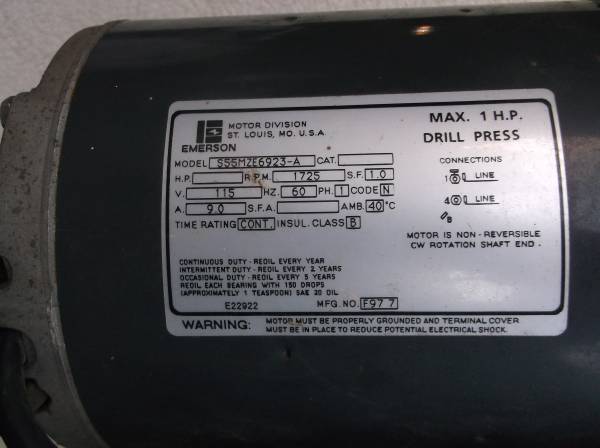 MOTOR DIVISION
ST. LOUIS, MO. U.S.A.
EMERSON
MAX. 1 H.P.
DRILL PRESS
MODEL S55MZE6923-A CAT.
H.P. R.P.M. 1725 S.F. 1.0
V. 115 HZ. 60 PH. 1 CODE N
A. 9.0 S.F.A. AMB. 40 °C
TIME RATING CONT. INSUL. CLASS B
CONNECTIONS
1 LINE
4 LINE
B
MOTOR IS NON-REVERSIBLE
CW ROTATION SHAFT END.
CONTINUOUS DUTY - REOIL EVERY YEAR
INTERMITTENT DUTY - REOIL EVERY 2 YEARS
OCCASIONAL DUTY - REOIL EVERY 5 YEARS
REOIL EACH BEARING WITH 150 DROPS
(APPROXIMATELY 1 TEASPOON) SAE 20 OIL
E22922 MFG. NO. F97 7
WARNING: MOTOR MUST BE PROPERLY GROUNDED AND TERMINAL COVER
MUST BE IN PLACE TO REDUCE POTENTIAL ELECTRICAL SHOCK.